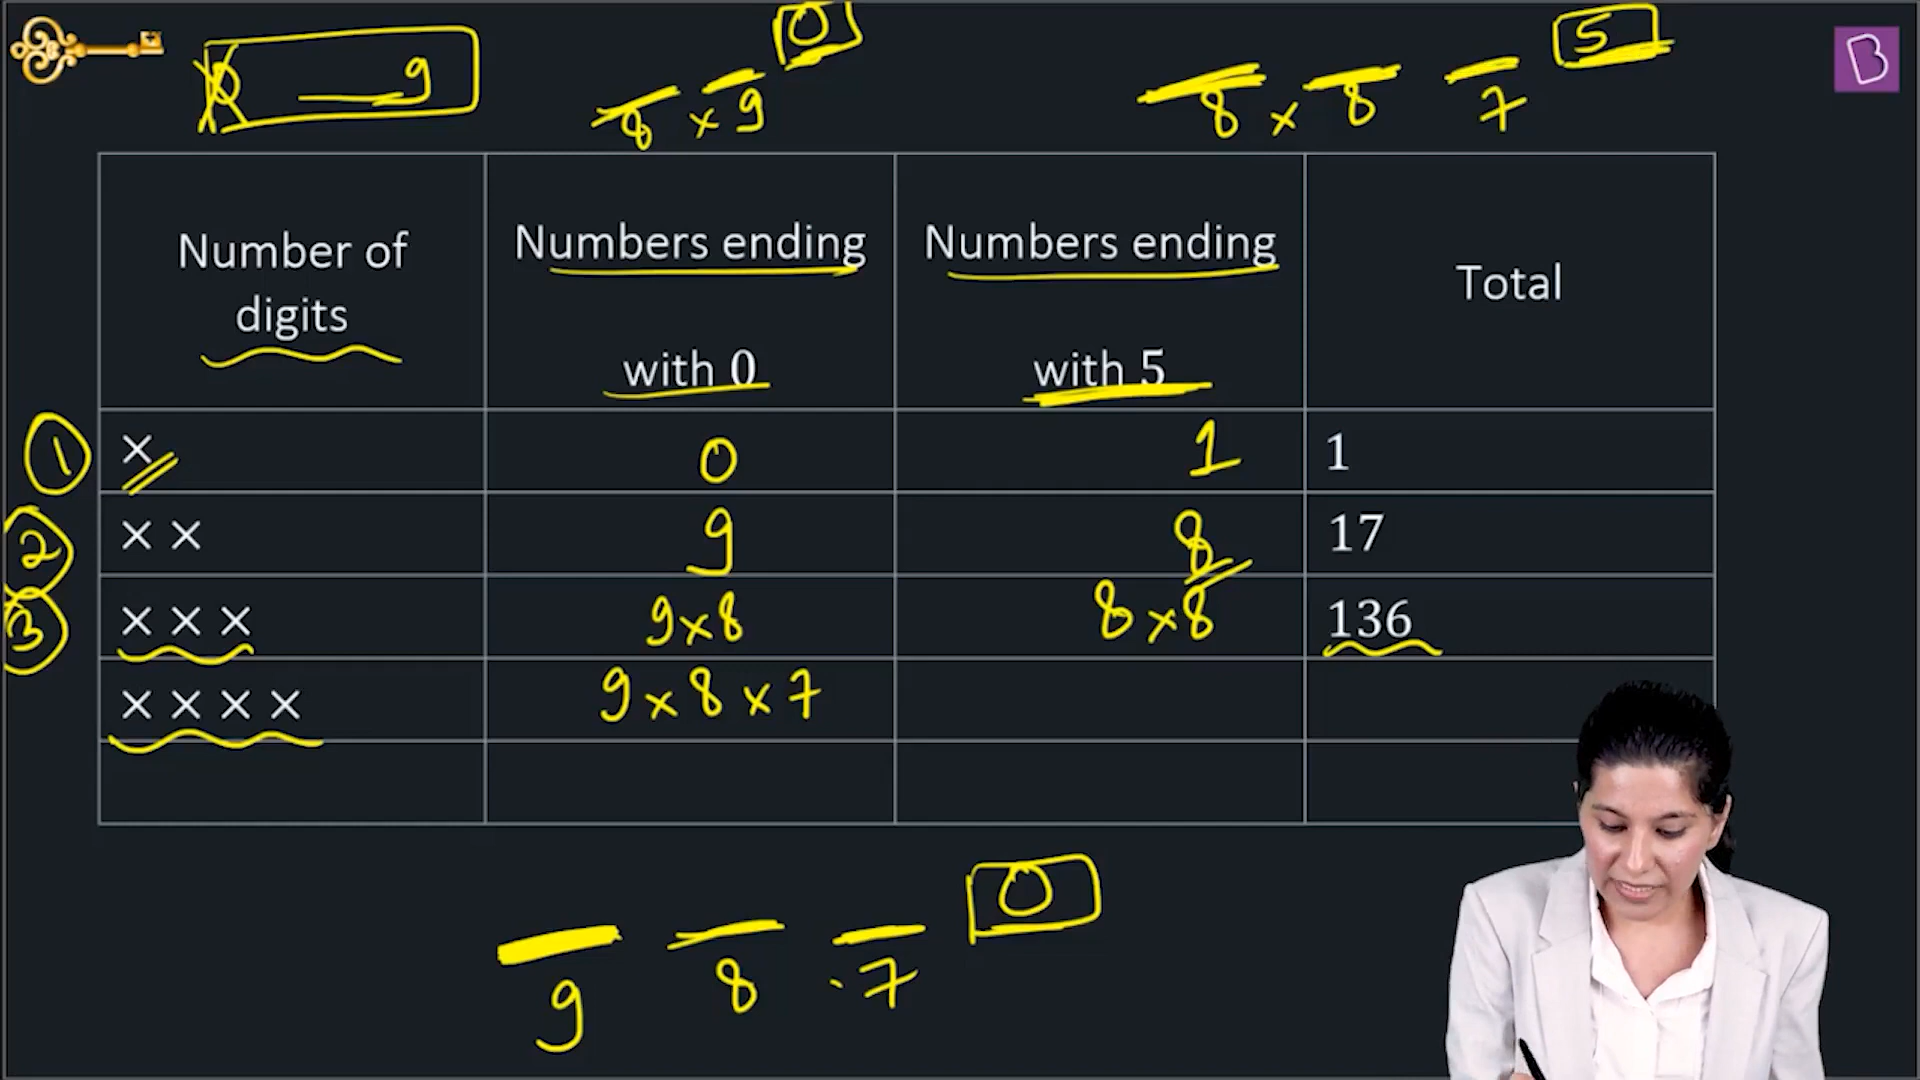 0 __ 9
0
8 × 9
5
8 × 8 7
B
Number of
digits
Numbers ending
with 0
Numbers ending
with 5
Total
1
×
0
1
1
2
× ×
9
8
17
3
× × ×
9 × 8
8 × 8
136
× × × ×
9 × 8 × 7
0
9 8 . 7